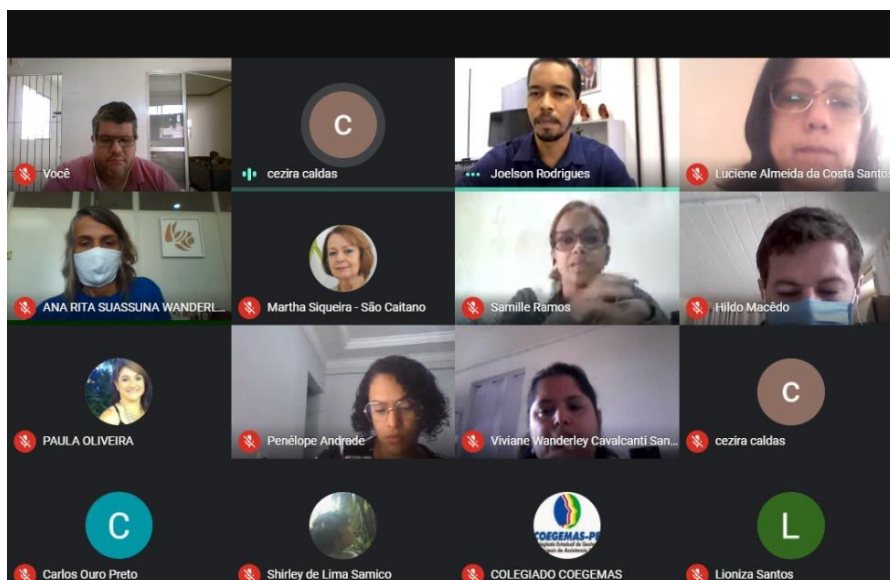 Você
C
cezira caldas
Joelson Rodrigues
Luciene Almeida da Costa Santos
ANA RITA SUASSUNA WANDERL...
Martha Siqueira - São Caitano
Samille Ramos
Hildo Macêdo
PAULA OLIVEIRA
Penélope Andrade
Viviane Wanderley Cavalcanti San...
C
cezira caldas
C
Carlos Ouro Preto
Shirley de Lima Samico
COEGEMAS-PE
COLEGIADO COEGEMAS
L
Lioniza Santos